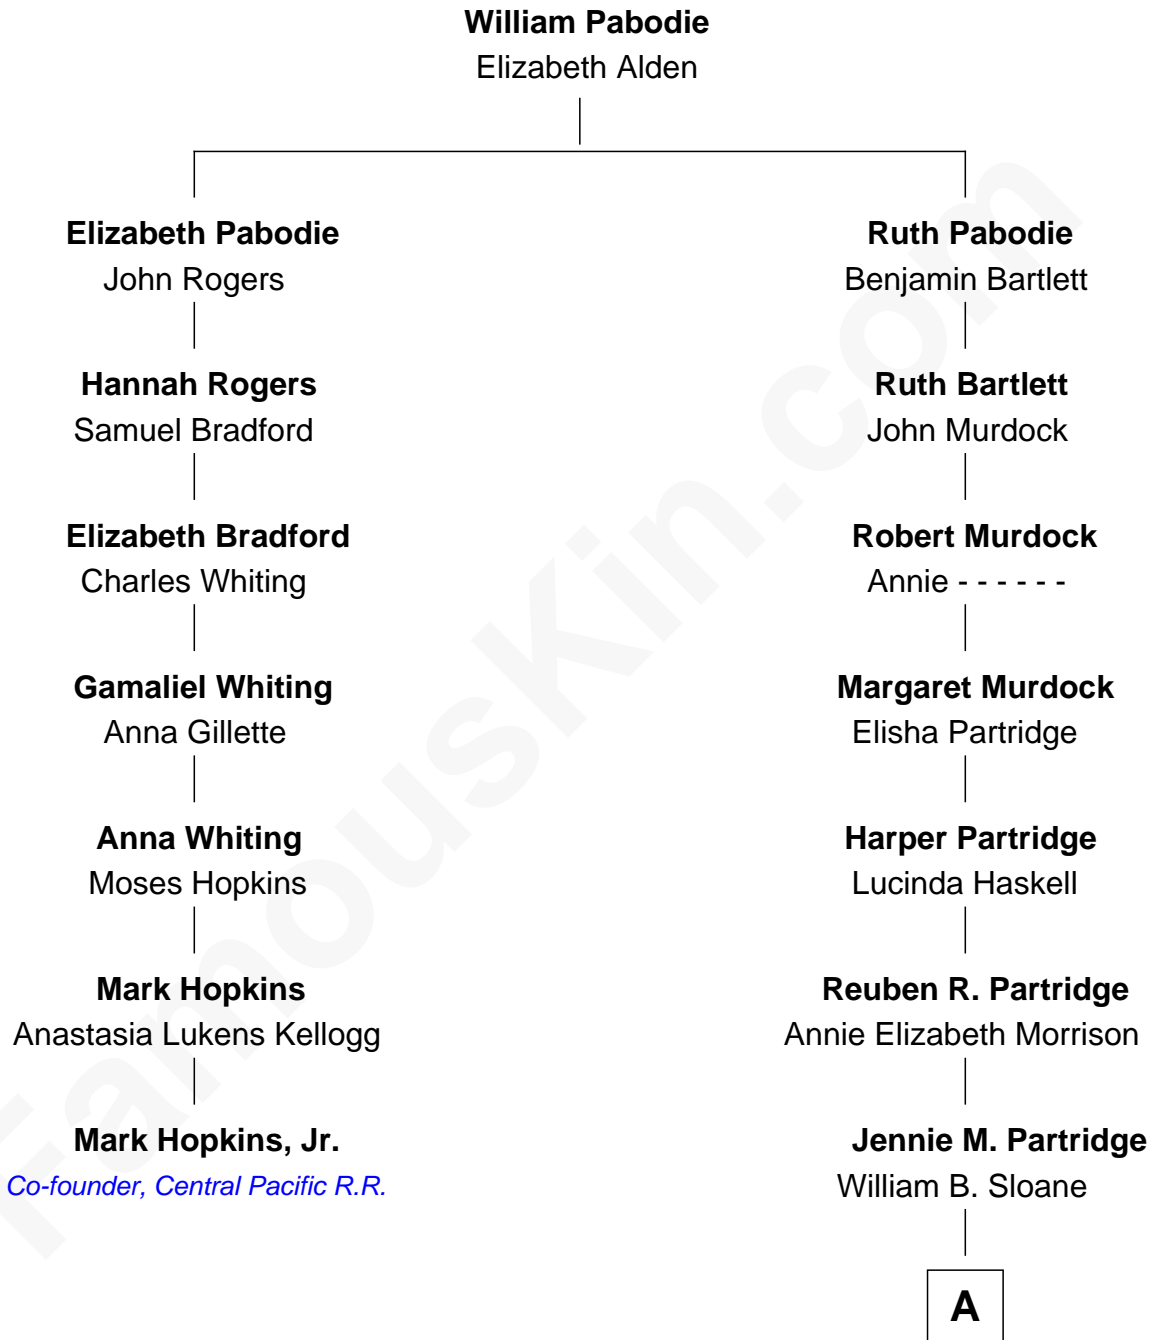 William Pabodie
Elizabeth Alden
Elizabeth Pabodie
John Rogers
Hannah Rogers
Samuel Bradford
Elizabeth Bradford
Charles Whiting
Gamaliel Whiting
Anna Gillette
Anna Whiting
Moses Hopkins
Mark Hopkins
Anastasia Lukens Kellogg
Mark Hopkins, Jr.
Co-founder, Central Pacific R.R.
Ruth Pabodie
Benjamin Bartlett
Ruth Bartlett
John Murdock
Robert Murdock
Annie - - - - - -
Margaret Murdock
Elisha Partridge
Harper Partridge
Lucinda Haskell
Reuben R. Partridge
Annie Elizabeth Morrison
Jennie M. Partridge
William B. Sloane
A
FamousKin.com